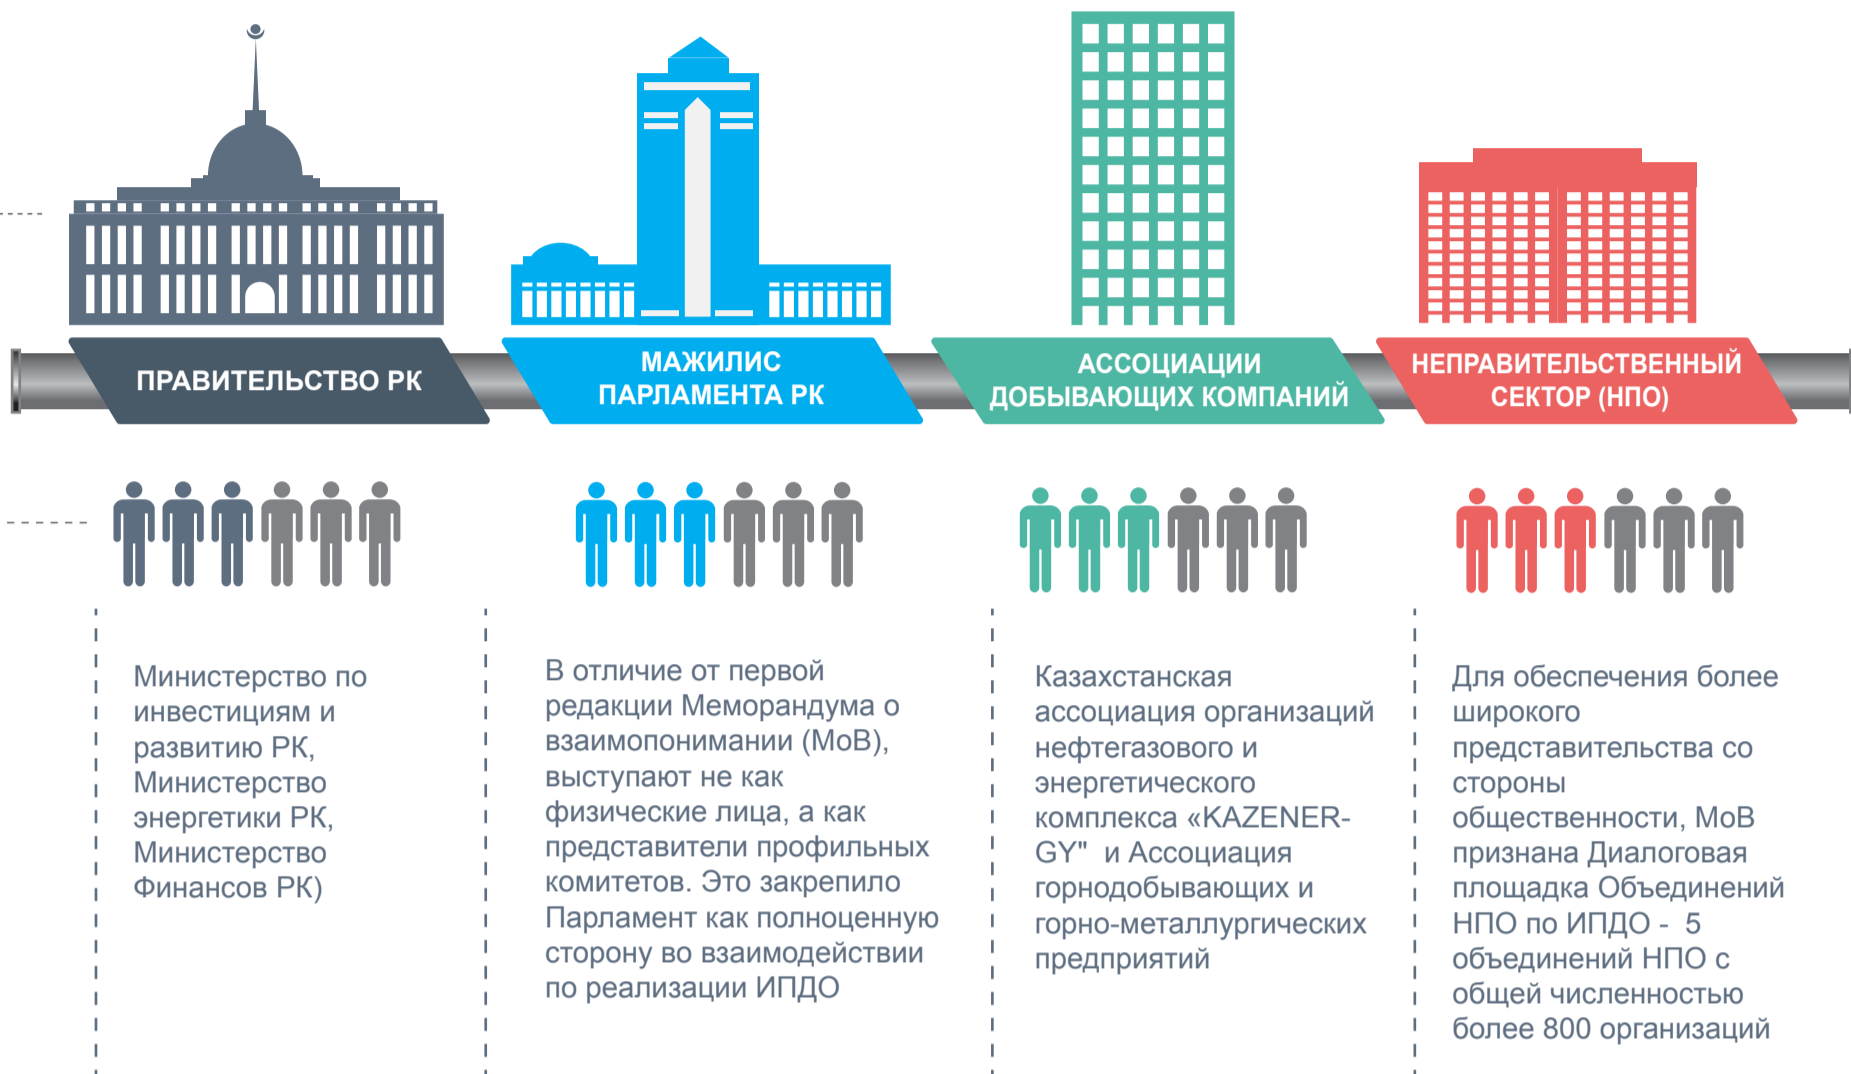 ПРАВИТЕЛЬСТВО РК
МАЖИЛИС
ПАРЛАМЕНТА РК
АССОЦИАЦИИ
ДОБЫВАЮЩИХ КОМПАНИЙ
НЕПРАВИТЕЛЬСТВЕННЫЙ
СЕКТОР (НПО)
Министерство по
инвестициям и
развитию РК,
Министерство
энергетики РК,
Министерство
Финансов РК)
В отличие от первой
редакции Меморандума о
взаимопонимании (МоВ),
выступают не как
физические лица, а как
представители профильных
комитетов. Это закрепило
Парламент как полноценную
сторону во взаимодействии
по реализации ИПДО
Казахстанская
ассоциация организаций
нефтегазового и
энергетического
комплекса «KAZENER-
GY" и Ассоциация
горнодобывающих и
горно-металлургических
предприятий
Для обеспечения более
широкого
представительства со
стороны
общественности, МоВ
признана Диалоговая
площадка Объединений
НПО по ИПДО - 5
объединений НПО с
общей численностью
более 800 организаций